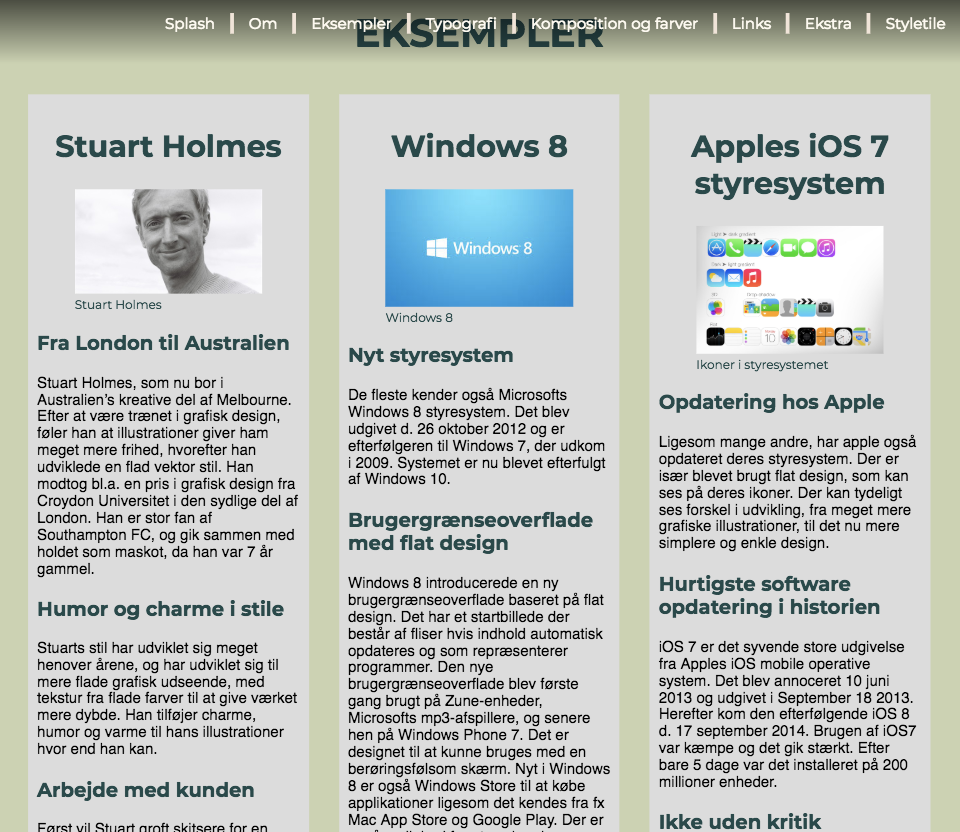 Splash Om Eksempler Typografi Komposition og farver Links Ekstra Styletile
EKSEMPLER
Stuart Holmes
Stuart Holmes
Fra London til Australien
Stuart Holmes, som nu bor i
Australien's kreative del af Melbourne.
Efter at være trænet i grafisk design,
føler han at illustrationer giver ham
meget mere frihed, hvorefter han
udviklede en flad vektor stil. Han
modtog bl.a. en pris i grafisk design fra
Croydon Universitet i den sydlige del af
London. Han er stor fan af
Southampton FC, og gik sammen med
holdet som maskot, da han var 7 år
gammel.
Humor og charme i stile
Stuarts stil har udviklet sig meget
henover årene, og har udviklet sig til
mere flade grafisk udseende, med
tekstur fra flade farver til at give værket
mere dybde. Han tilføjer charme,
humor og varme til hans illustrationer
hvor end han kan.
Arbejde med kunden
Først vil Stuart groft skitsere for en
Windows 8
Windows 8
Windows 8
Nyt styresystem
De fleste kender også Microsofts
Windows 8 styresystem. Det blev
udgivet d. 26 oktober 2012 og er
efterfølgeren til Windows 7, der udkom
i 2009. Systemet er nu blevet efterfulgt
af Windows 10.
Brugergrænseoverflade
med flat design
Windows 8 introducerede en ny
brugergrænseoverflade baseret på flat
design. Det har et startbillede der
består af fliser hvis indhold automatisk
opdateres og som repræsenterer
programmer. Den nye
brugergrænseoverflade blev første
gang brugt på Zune-enheder,
Microsofts mp3-afspillere, og senere
hen på Windows Phone 7. Det er
designet til at kunne bruges med en
berøringsfølsom skærm. Nyt i Windows
8 er også Windows Store til at købe
applikationer ligesom det kendes fra fx
Mac App Store og Google Play. Der er
Apples iOS 7
styresystem
Light ► dark gradient
Dark ► light gradient
Drop shadow
10
Ikoner i styresystemet
Opdatering hos Apple
Ligesom mange andre, har apple også
opdateret deres styresystem. Der er
især blevet brugt flat design, som kan
ses på deres ikoner. Der kan tydeligt
ses forskel i udvikling, fra meget mere
grafiske illustrationer, til det nu mere
simplere og enkle design.
Hurtigste software
opdatering i historien
iOS 7 er det syvende store udgivelse
fra Apples iOS mobile operative
system. Det blev annoceret 10 juni
2013 og udgivet i September 18 2013.
Herefter kom den efterfølgende iOS 8
d. 17 september 2014. Brugen af iOS7
var kæmpe og det gik stærkt. Efter
bare 5 dage var det installeret på 200
millioner enheder.
Ikke uden kritik